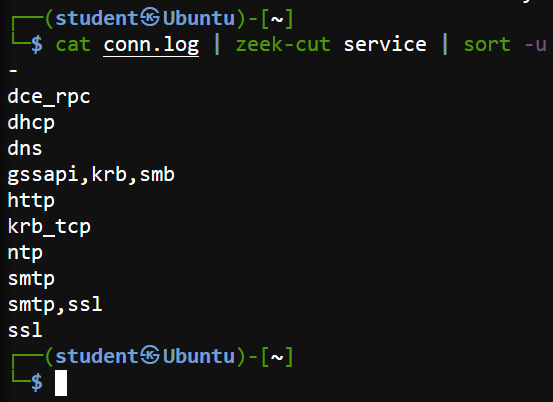 ┌──(student㉿Ubuntu)-[~]
└─$ cat conn.log | zeek-cut service | sort -u
-
dce_rpc
dhcp
dns
gssapi,krb,smb
http
krb_tcp
ntp
smtp
smtp,ssl
ssl
┌──(student㉿Ubuntu)-[~]
└─$